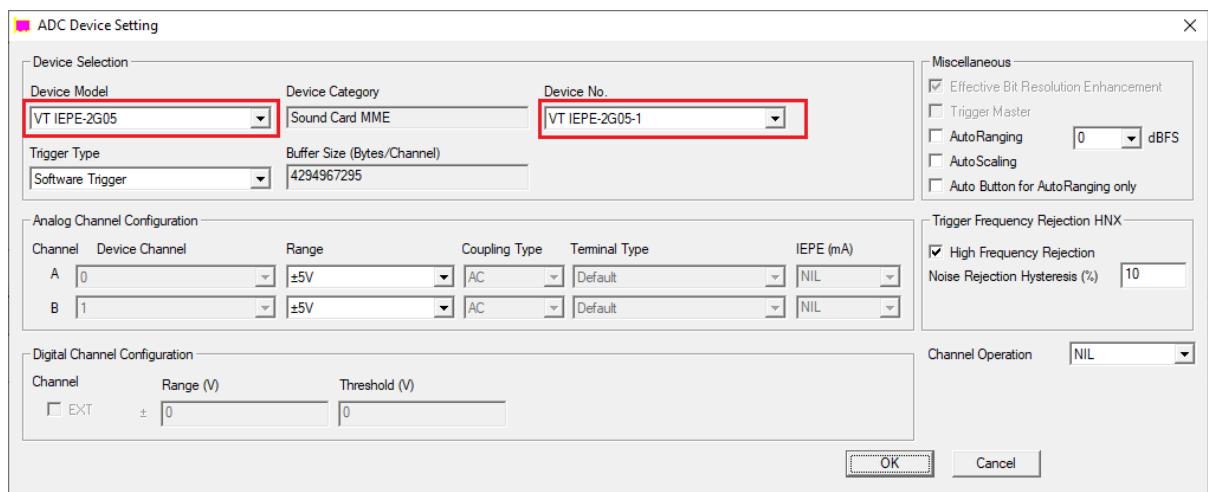 ADC Device Setting
Device Selection
Device Model Device Category Device No.
VT IEPE-2G05 Sound Card MME VT IEPE-2G05-1
Trigger Type Buffer Size (Bytes/Channel)
Software Trigger 4294967295
Analog Channel Configuration
Channel Device Channel Range Coupling Type Terminal Type IEPE (mA)
A 0 ±5V AC Default NIL
B 1 ±5V AC Default NIL
Digital Channel Configuration
Channel Range (V) Threshold (V)
EXT ± 0 0
Miscellaneous
Effective Bit Resolution Enhancement
Trigger Master
AutoRanging 0 dBFS
AutoScaling
Auto Button for AutoRanging only
Trigger Frequency Rejection HNX
High Frequency Rejection
Noise Rejection Hysteresis (%) 10
Channel Operation NIL
OK Cancel